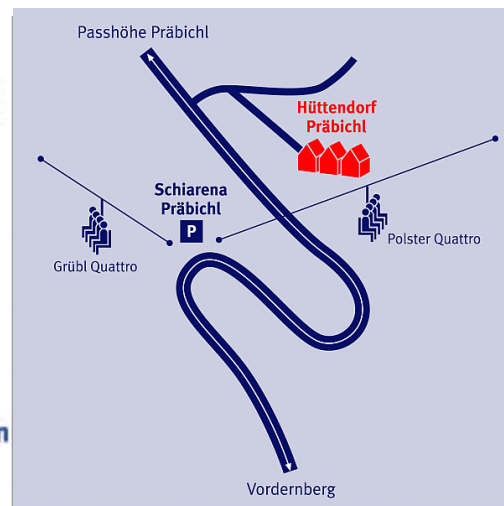 Passhöhe Präbichl
Hüttendorf
Präbichl
Schiarena
Präbichl
P
Grübl Quattro
Polster Quattro
Vordernberg